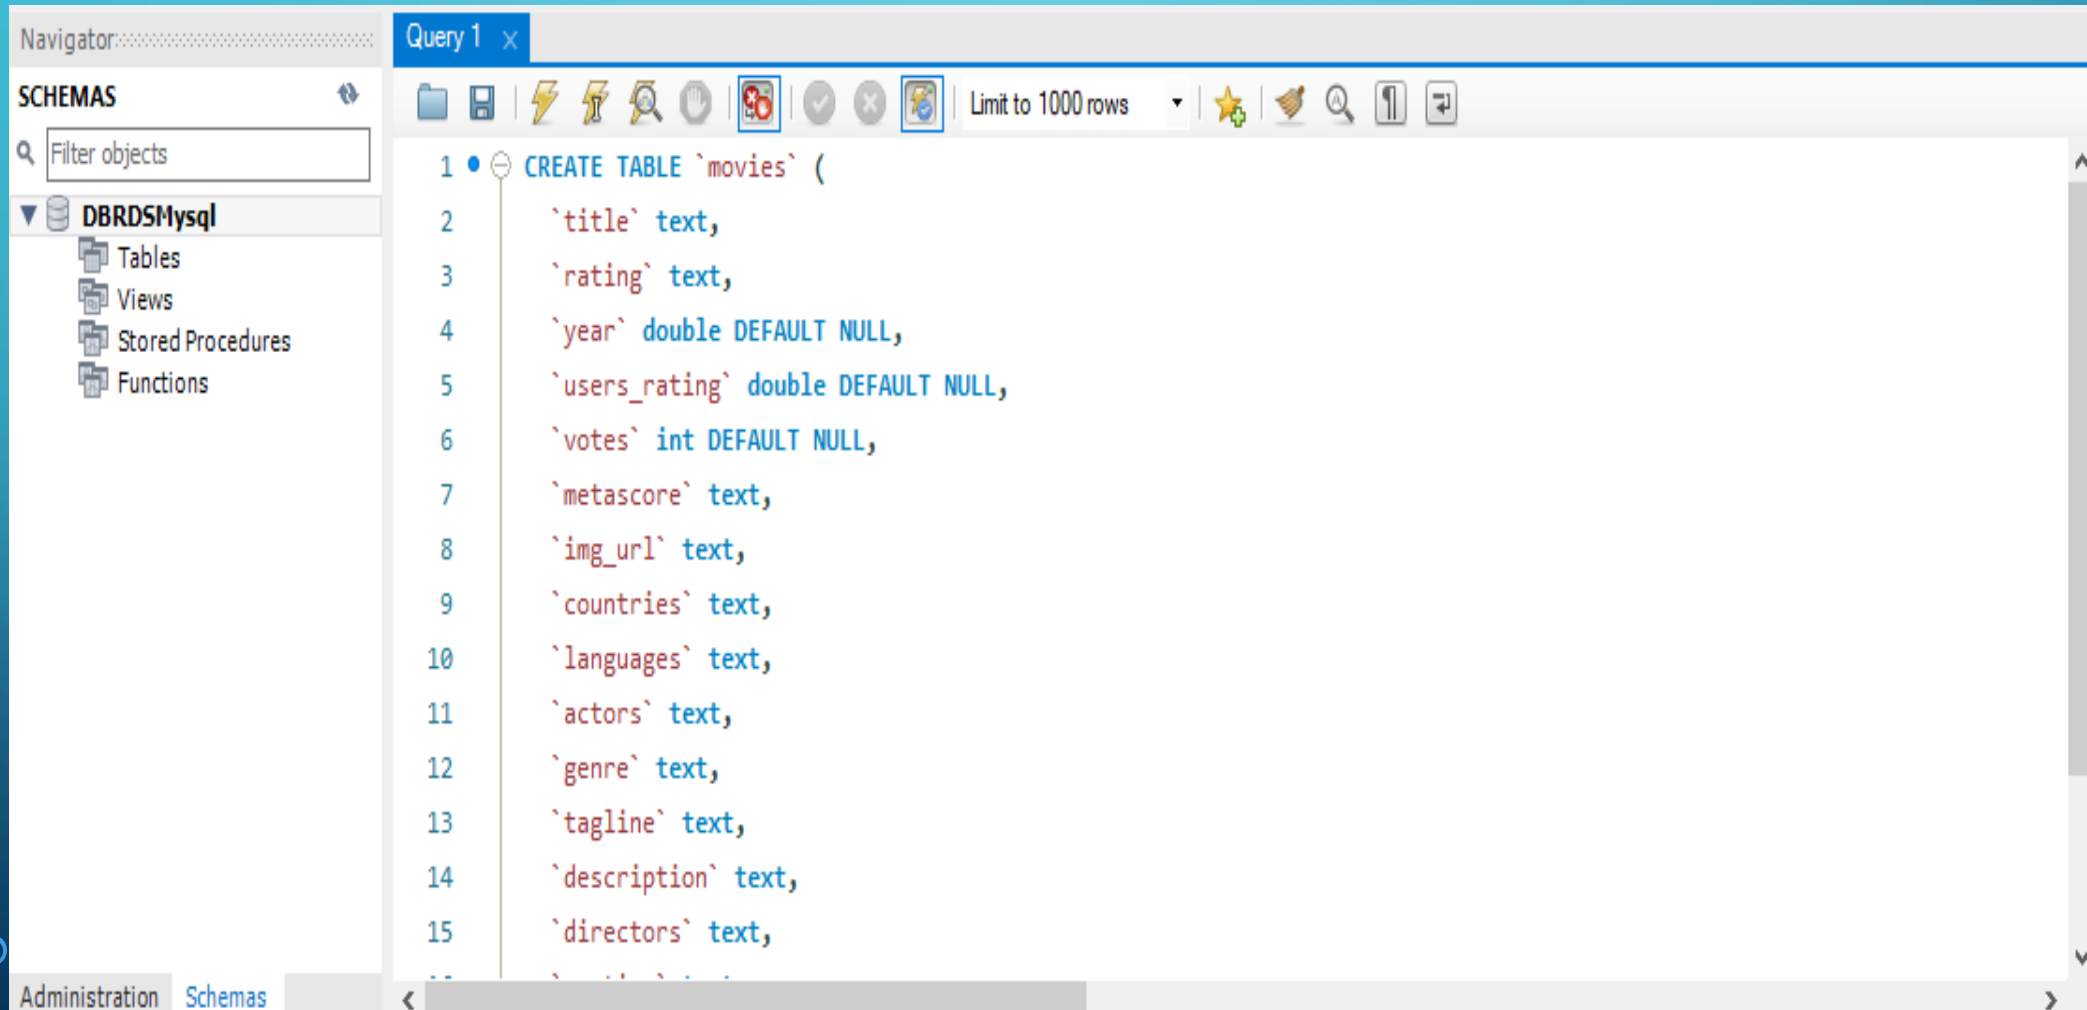 Navigator
SCHEMAS
Filter objects
DBRDSMysql
Tables
Views
Stored Procedures
Functions
Administration Schemas
Query 1
Limit to 1000 rows
1 CREATE TABLE `movies` (
2 `title` text,
3 `rating` text,
4 `year` double DEFAULT NULL,
5 `users_rating` double DEFAULT NULL,
6 `votes` int DEFAULT NULL,
7 `metascore` text,
8 `img_url` text,
9 `countries` text,
10 `languages` text,
11 `actors` text,
12 `genre` text,
13 `tagline` text,
14 `description` text,
15 `directors` text,